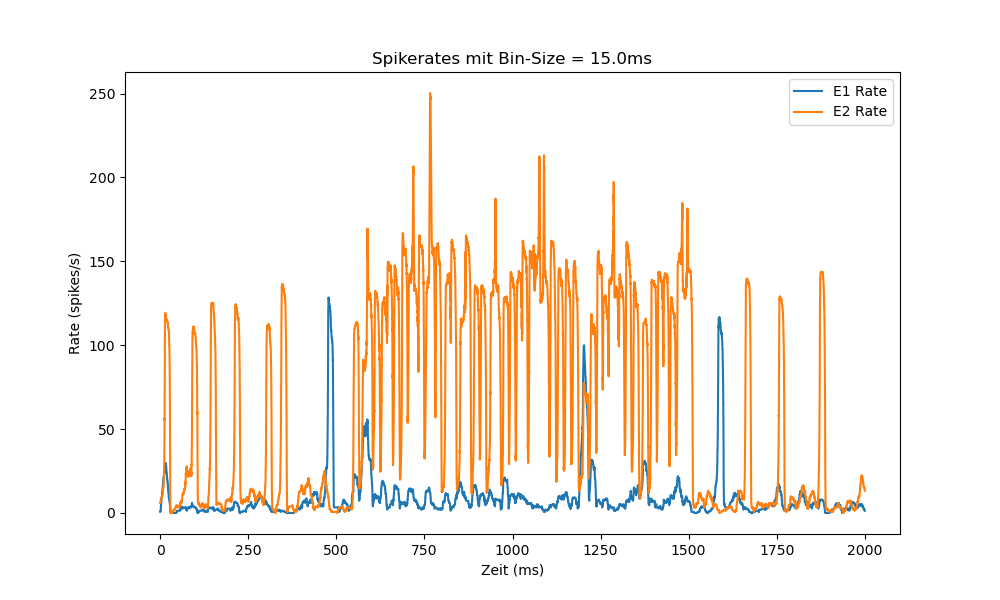 Spikerates mit Bin-Size = 15.0ms
E1 Rate
E2 Rate
Rate (spikes/s)
250
200
150
100
50
0
0 250 500 750 1000 1250 1500 1750 2000
Zeit (ms)